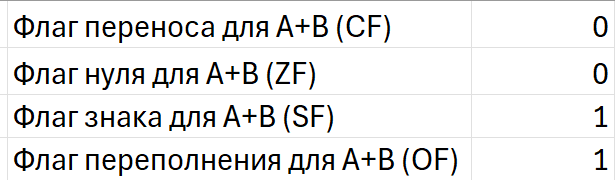 Флаг переноса для A+B (CF) 0
Флаг нуля для A+B (ZF) 0
Флаг знака для A+B (SF) 1
Флаг переполнения для A+B (OF) 1